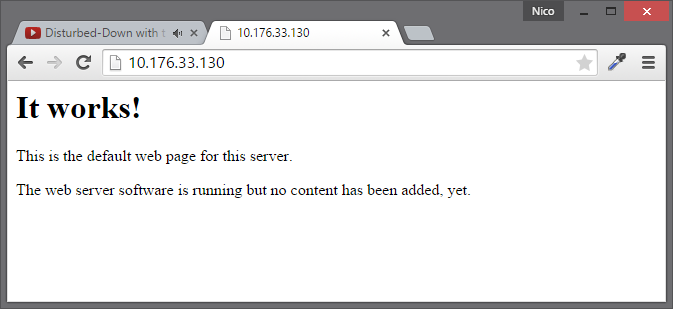 Nico
Disturbed-Down with t
10.176.33.130
10.176.33.130
It works!
This is the default web page for this server.
The web server software is running but no content has been added, yet.